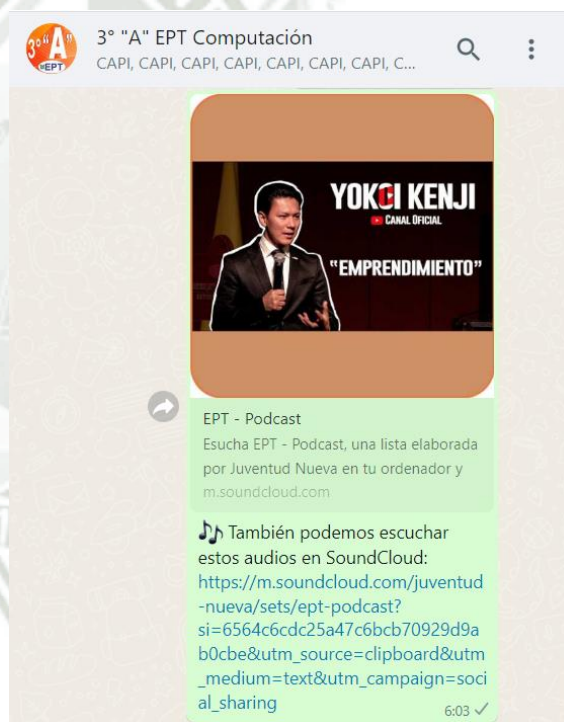 3° "A" EPT Computación
CAPI, CAPI, CAPI, CAPI, CAPI, CAPI, CAPI, C...
3° "A"
EPT
YOKOI KENJI
CANAL OFICIAL
"EMPRENDIMIENTO"
EPT - Podcast
Esucha EPT - Podcast, una lista elaborada
por Juventud Nueva en tu ordenador y
m.soundcloud.com
También podemos escuchar
estos audios en SoundCloud:
https://m.soundcloud.com/juventud
-nueva/sets/ept-podcast?
si=6564c6cdc25a47c6bcb70929d9a
b0cbe&utm_source=clipboard&utm
_medium=text&utm_campaign=soci
al_sharing
6:03